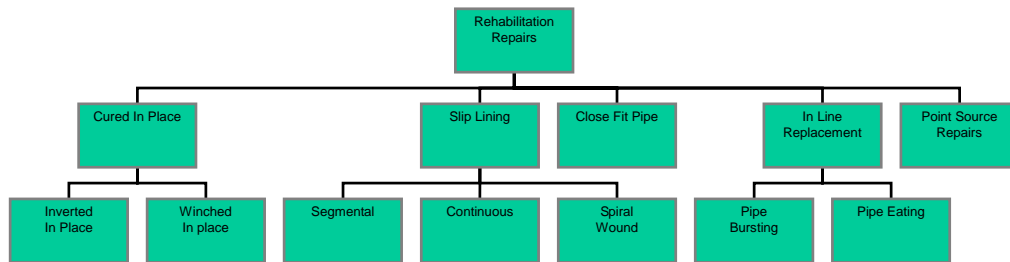 Rehabilitation
Repairs
Cured In Place
Slip Lining
Close Fit Pipe
In Line
Replacement
Point Source
Repairs
Inverted
In Place
Winched
In place
Segmental
Continuous
Spiral
Wound
Pipe
Bursting
Pipe Eating